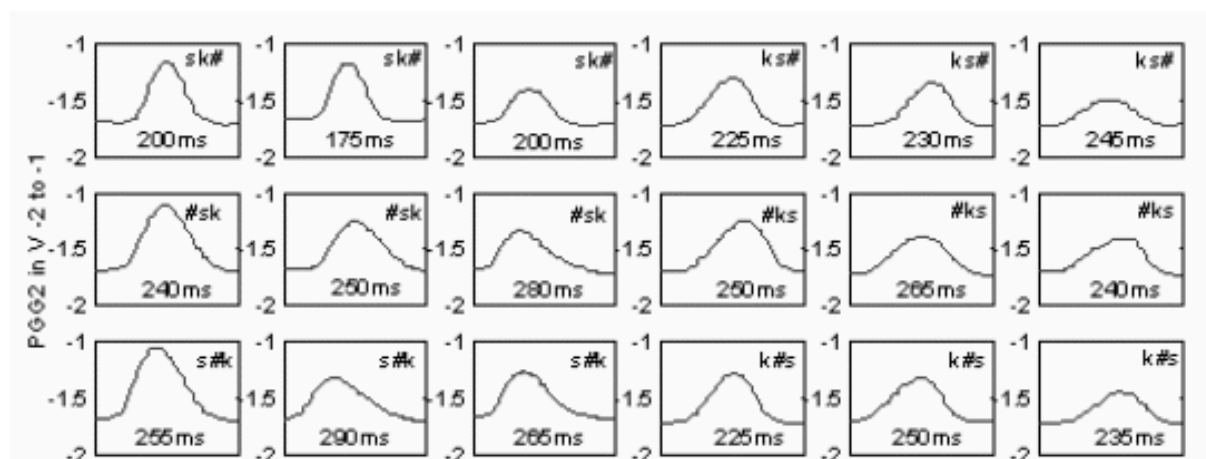 -1 sk# -1 sk# -1 sk# -1 ks# -1 ks# -1 ks#
-1.5 -1.5 -1.5 1.5 -1.5 -1.5
200ms 175ms 200ms 225ms 230ms 245ms
-2 -2 -2 -2 -2 -2
PGG2 in V -2 to -1
-1 #sk -1 #sk -1 #sk -1 #ks -1 #ks -1 #ks
-1.5 -1.5 -1.5 1.5 -1.5 -1.5
240ms 250ms 280ms 250ms 265ms 240ms
-2 -2 -2 -2 -2 -2
-1 s#k -1 s#k -1 s#k -1 k#s -1 k#s -1 k#s
-1.5 -1.5 -1.5 1.5 -1.5 -1.5
255ms 290ms 265ms 225ms 250ms 235ms
-2 -2 -2 -2 -2 -2